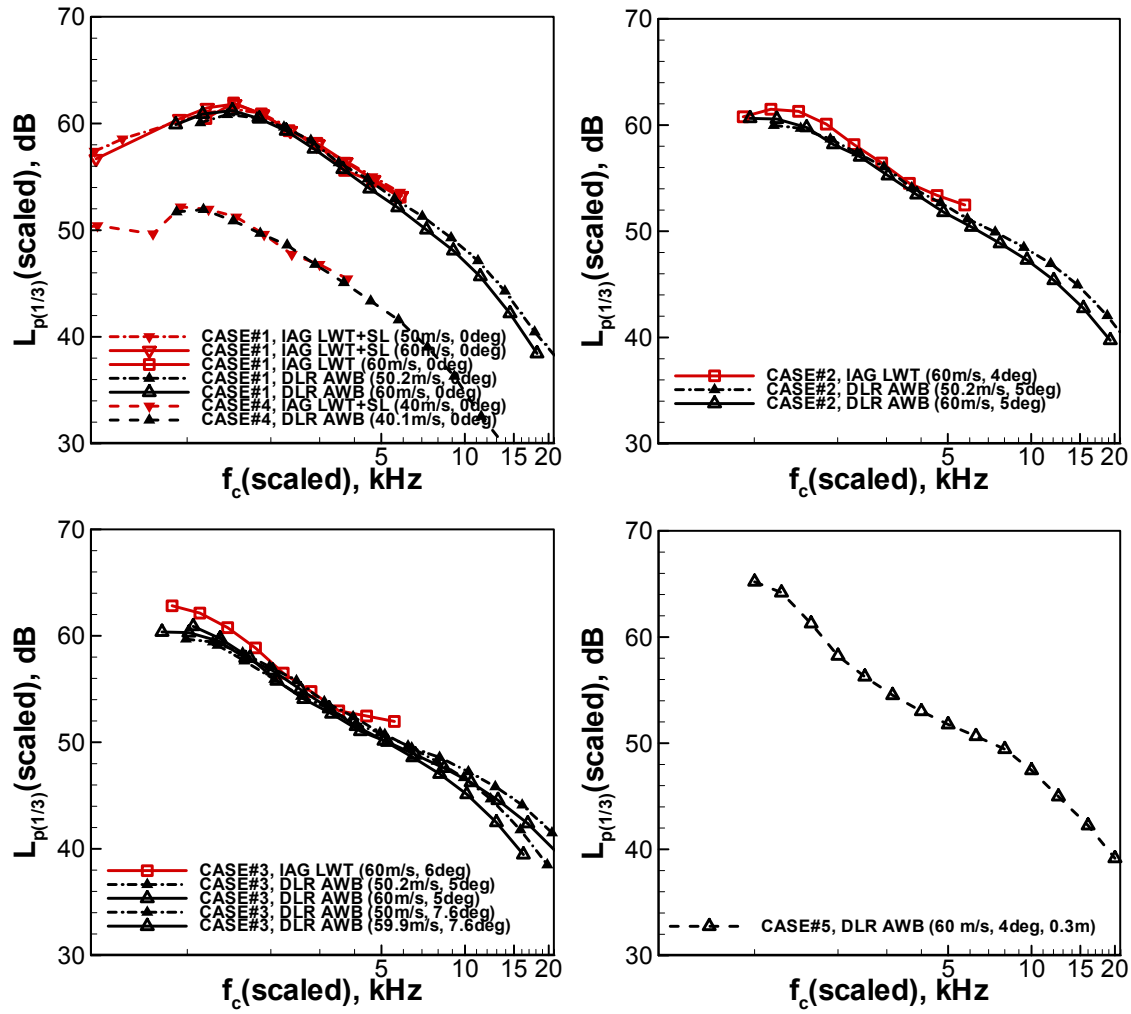 70
60
50
40
30
L_p(1/3)(scaled), dB
CASE#1, IAG LWT+SL (50m/s, 0deg)
CASE#1, IAG LWT+SL (60m/s, 0deg)
CASE#1, IAG LWT (60m/s, 0deg)
CASE#1, DLR AWB (50.2m/s, 0deg)
CASE#1, DLR AWB (60m/s, 0deg)
CASE#4, IAG LWT+SL (40m/s, 0deg)
CASE#4, DLR AWB (40.1m/s, 0deg)
5 10 15 20
f_c(scaled), kHz
70
60
50
40
30
L_p(1/3)(scaled), dB
CASE#2, IAG LWT (60m/s, 4deg)
CASE#2, DLR AWB (50.2m/s, 5deg)
CASE#2, DLR AWB (60m/s, 5deg)
5 10 15 20
f_c(scaled), kHz
70
60
50
40
30
L_p(1/3)(scaled), dB
CASE#3, IAG LWT (60m/s, 6deg)
CASE#3, DLR AWB (50.2m/s, 5deg)
CASE#3, DLR AWB (60m/s, 5deg)
CASE#3, DLR AWB (50m/s, 7.6deg)
CASE#3, DLR AWB (59.9m/s, 7.6deg)
5 10 15 20
f_c(scaled), kHz
70
60
50
40
30
L_p(1/3)(scaled), dB
CASE#5, DLR AWB (60 m/s, 4deg, 0.3m)
5 10 15 20
f_c(scaled), kHz